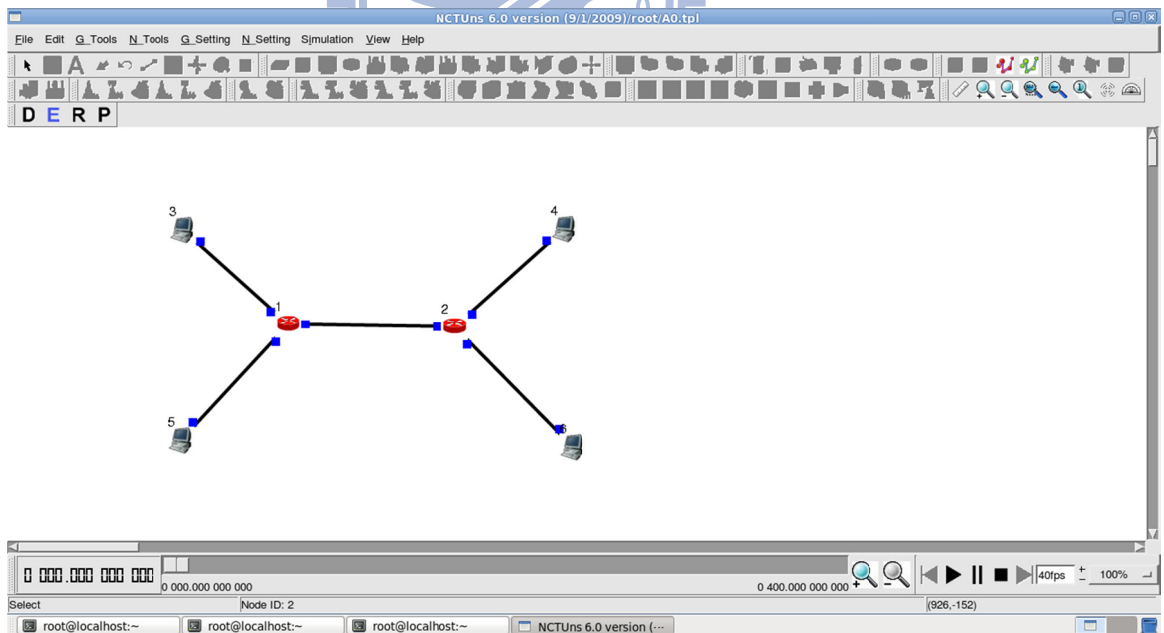 NCTUns 6.0 version (9/1/2009)/root/A0.tpl
File Edit G_Tools N_Tools G_Setting N_Setting Simulation View Help
D E R P
3
4
1
2
5
6
0 000.000 000 000
0 000.000 000 000
0 400.000 000 000
40fps
100%
Select
Node ID: 2
(926,-152)
root@localhost:~
root@localhost:~
root@localhost:~
NCTUns 6.0 version (···